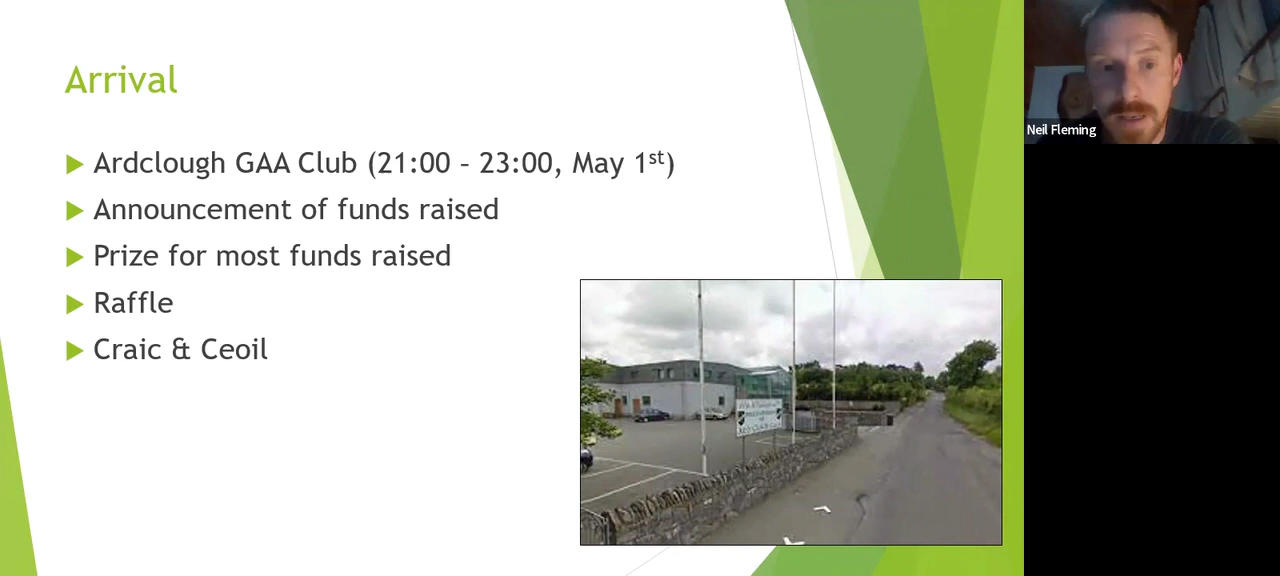 Arrival
Ardclough GAA Club (21:00 – 23:00, May 1st)
Announcement of funds raised
Prize for most funds raised
Raffle
Craic & Ceoil
Neil Fleming